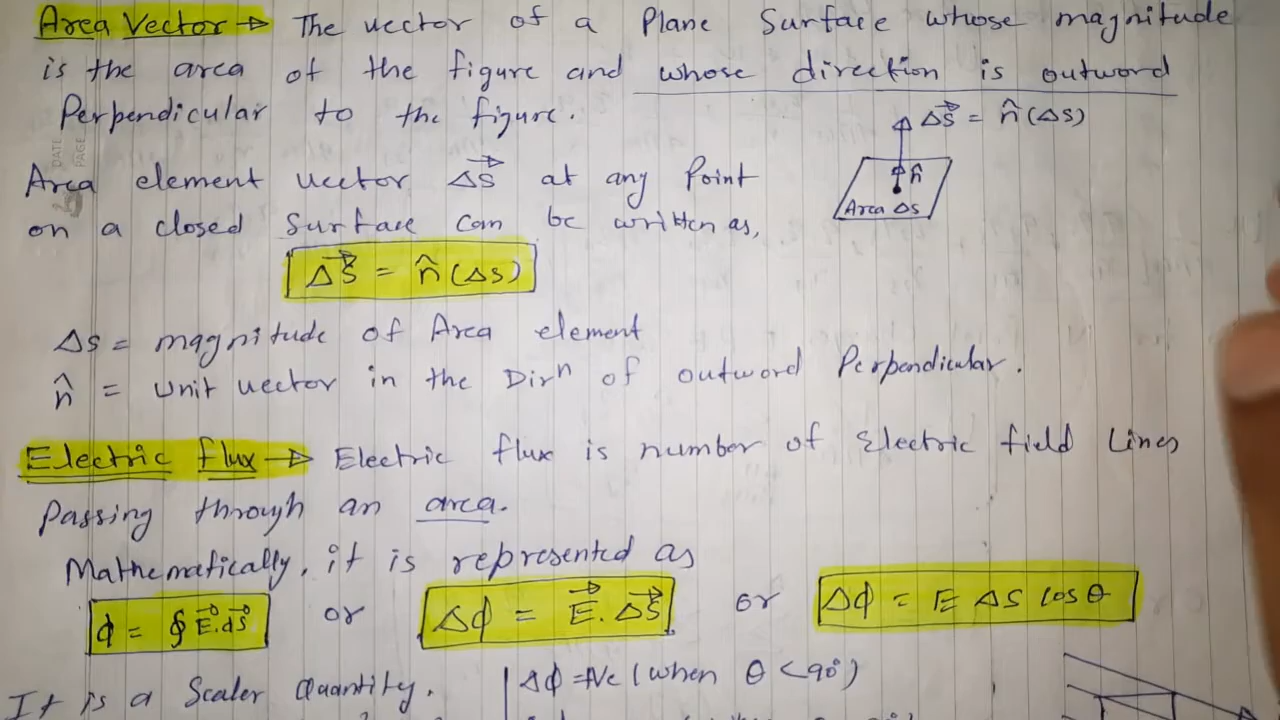 Area Vector → The vector of a Plane Surface whose magnitude
is the area of the figure and whose direction is outword
Perpendicular to the figure.
ΔS⃗ = n̂ (ΔS)
n̂
Area ΔS
DATE
PAGE
Area element vector ΔS⃗ at any Point
on a closed Surface can be written as,
ΔS⃗ = n̂ (ΔS)
ΔS = magnitude of Area element
n̂ = Unit vector in the Dirⁿ of outword Perpendicular.
Electric flux → Electric flux is number of Electric field Lines
Passing through an area.
Mathematically, it is represented as
ϕ = ∮ E⃗.dS⃗ or Δϕ = E⃗.ΔS⃗ or Δϕ = E ΔS cosθ
It is a Scaler Quantity.
Δϕ = +Ve (when θ < 90°)